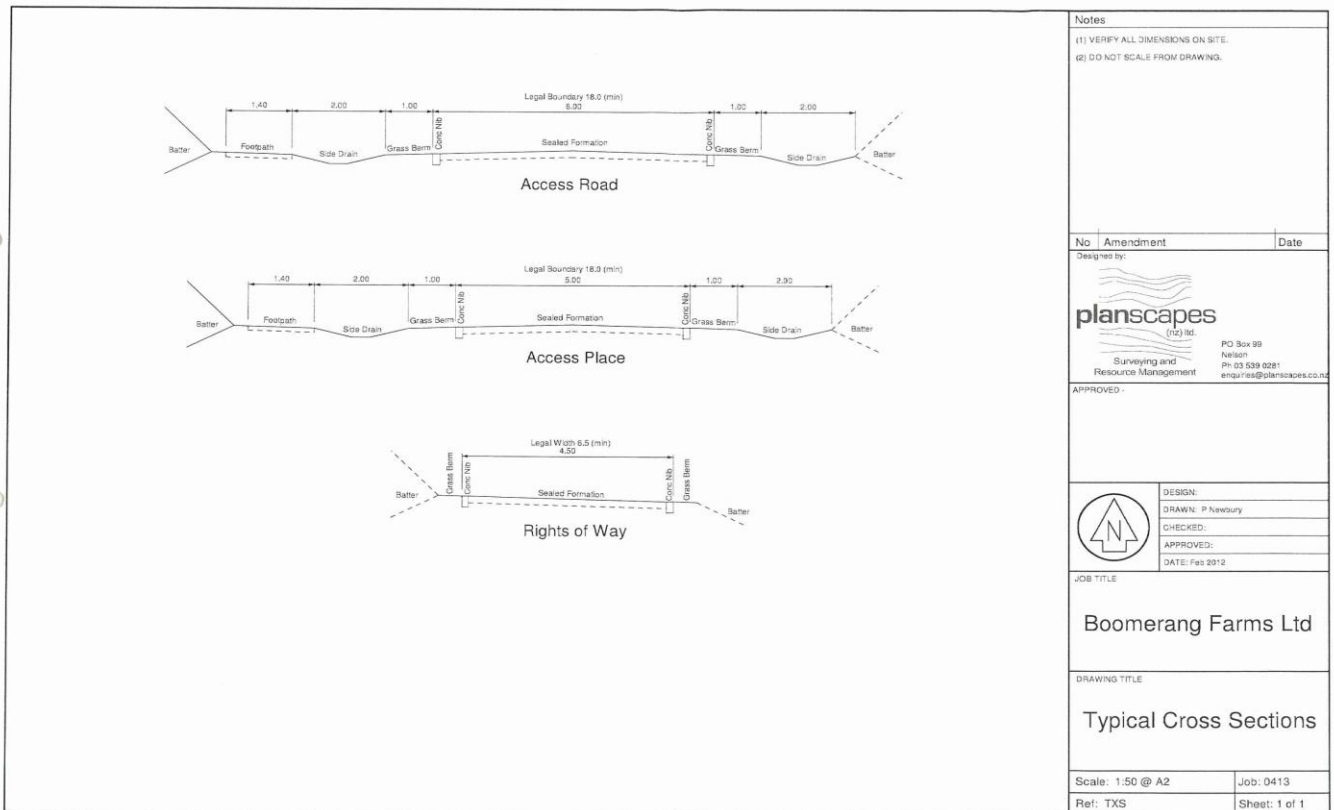 Legal Boundary 18.0 (min)
1.40 2.00 1.00 6.00 1.00 2.00
Batter Footpath Side Drain Grass Berm Conc Nib Sealed Formation Conc Nib Grass Berm Side Drain Batter
Access Road
Legal Boundary 18.0 (min)
1.40 2.00 1.00 5.00 1.00 2.00
Batter Footpath Side Drain Grass Berm Conc Nib Sealed Formation Conc Nib Grass Berm Side Drain Batter
Access Place
Legal Width 6.5 (min)
4.50
Batter Grass Berm Conc Nib Sealed Formation Conc Nib Grass Berm Batter
Rights of Way
Notes
(1) VERIFY ALL DIMENSIONS ON SITE.
(2) DO NOT SCALE FROM DRAWING.
No Amendment Date
Designed by:
planscapes
(nz) ltd.
Surveying and
Resource Management
PO Box 99
Nelson
Ph 03 539 0281
enquiries@planscapes.co.nz
APPROVED -
N
DESIGN:
DRAWN: P Newbury
CHECKED:
APPROVED:
DATE: Feb 2012
JOB TITLE
Boomerang Farms Ltd
DRAWING TITLE
Typical Cross Sections
Scale: 1:50 @ A2 Job: 0413
Ref: TXS Sheet: 1 of 1